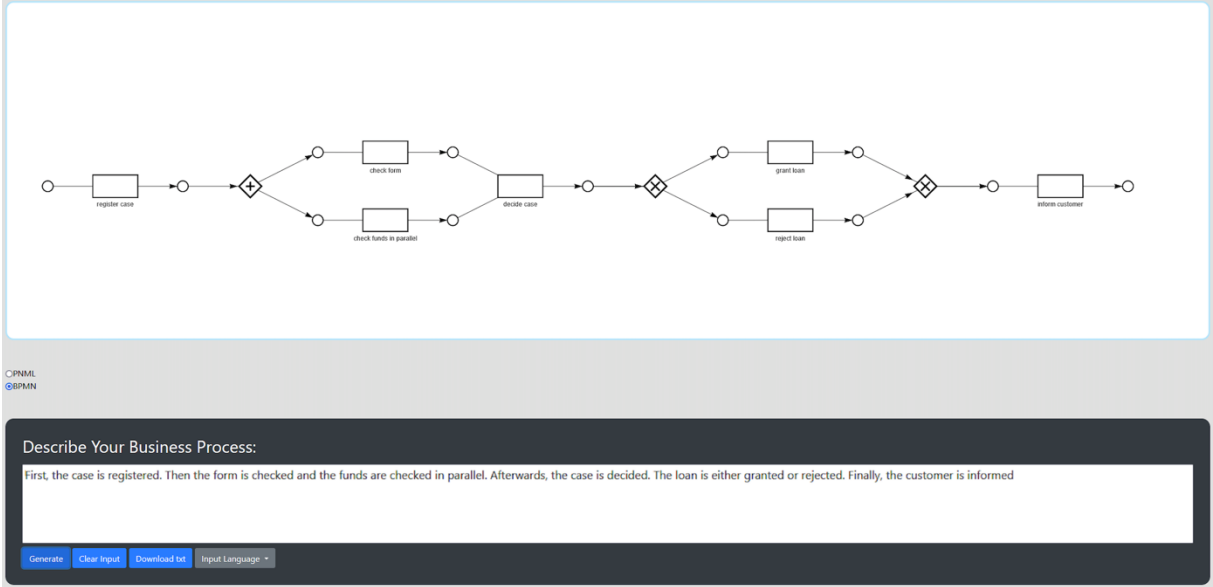 check form
grant loan
register case
decide case
inform customer
check funds in parallel
reject loan
PNML
BPMN
Describe Your Business Process:
First, the case is registered. Then the form is checked and the funds are checked in parallel. Afterwards, the case is decided. The loan is either granted or rejected. Finally, the customer is informed
Generate
Clear Input
Download txt
Input Language